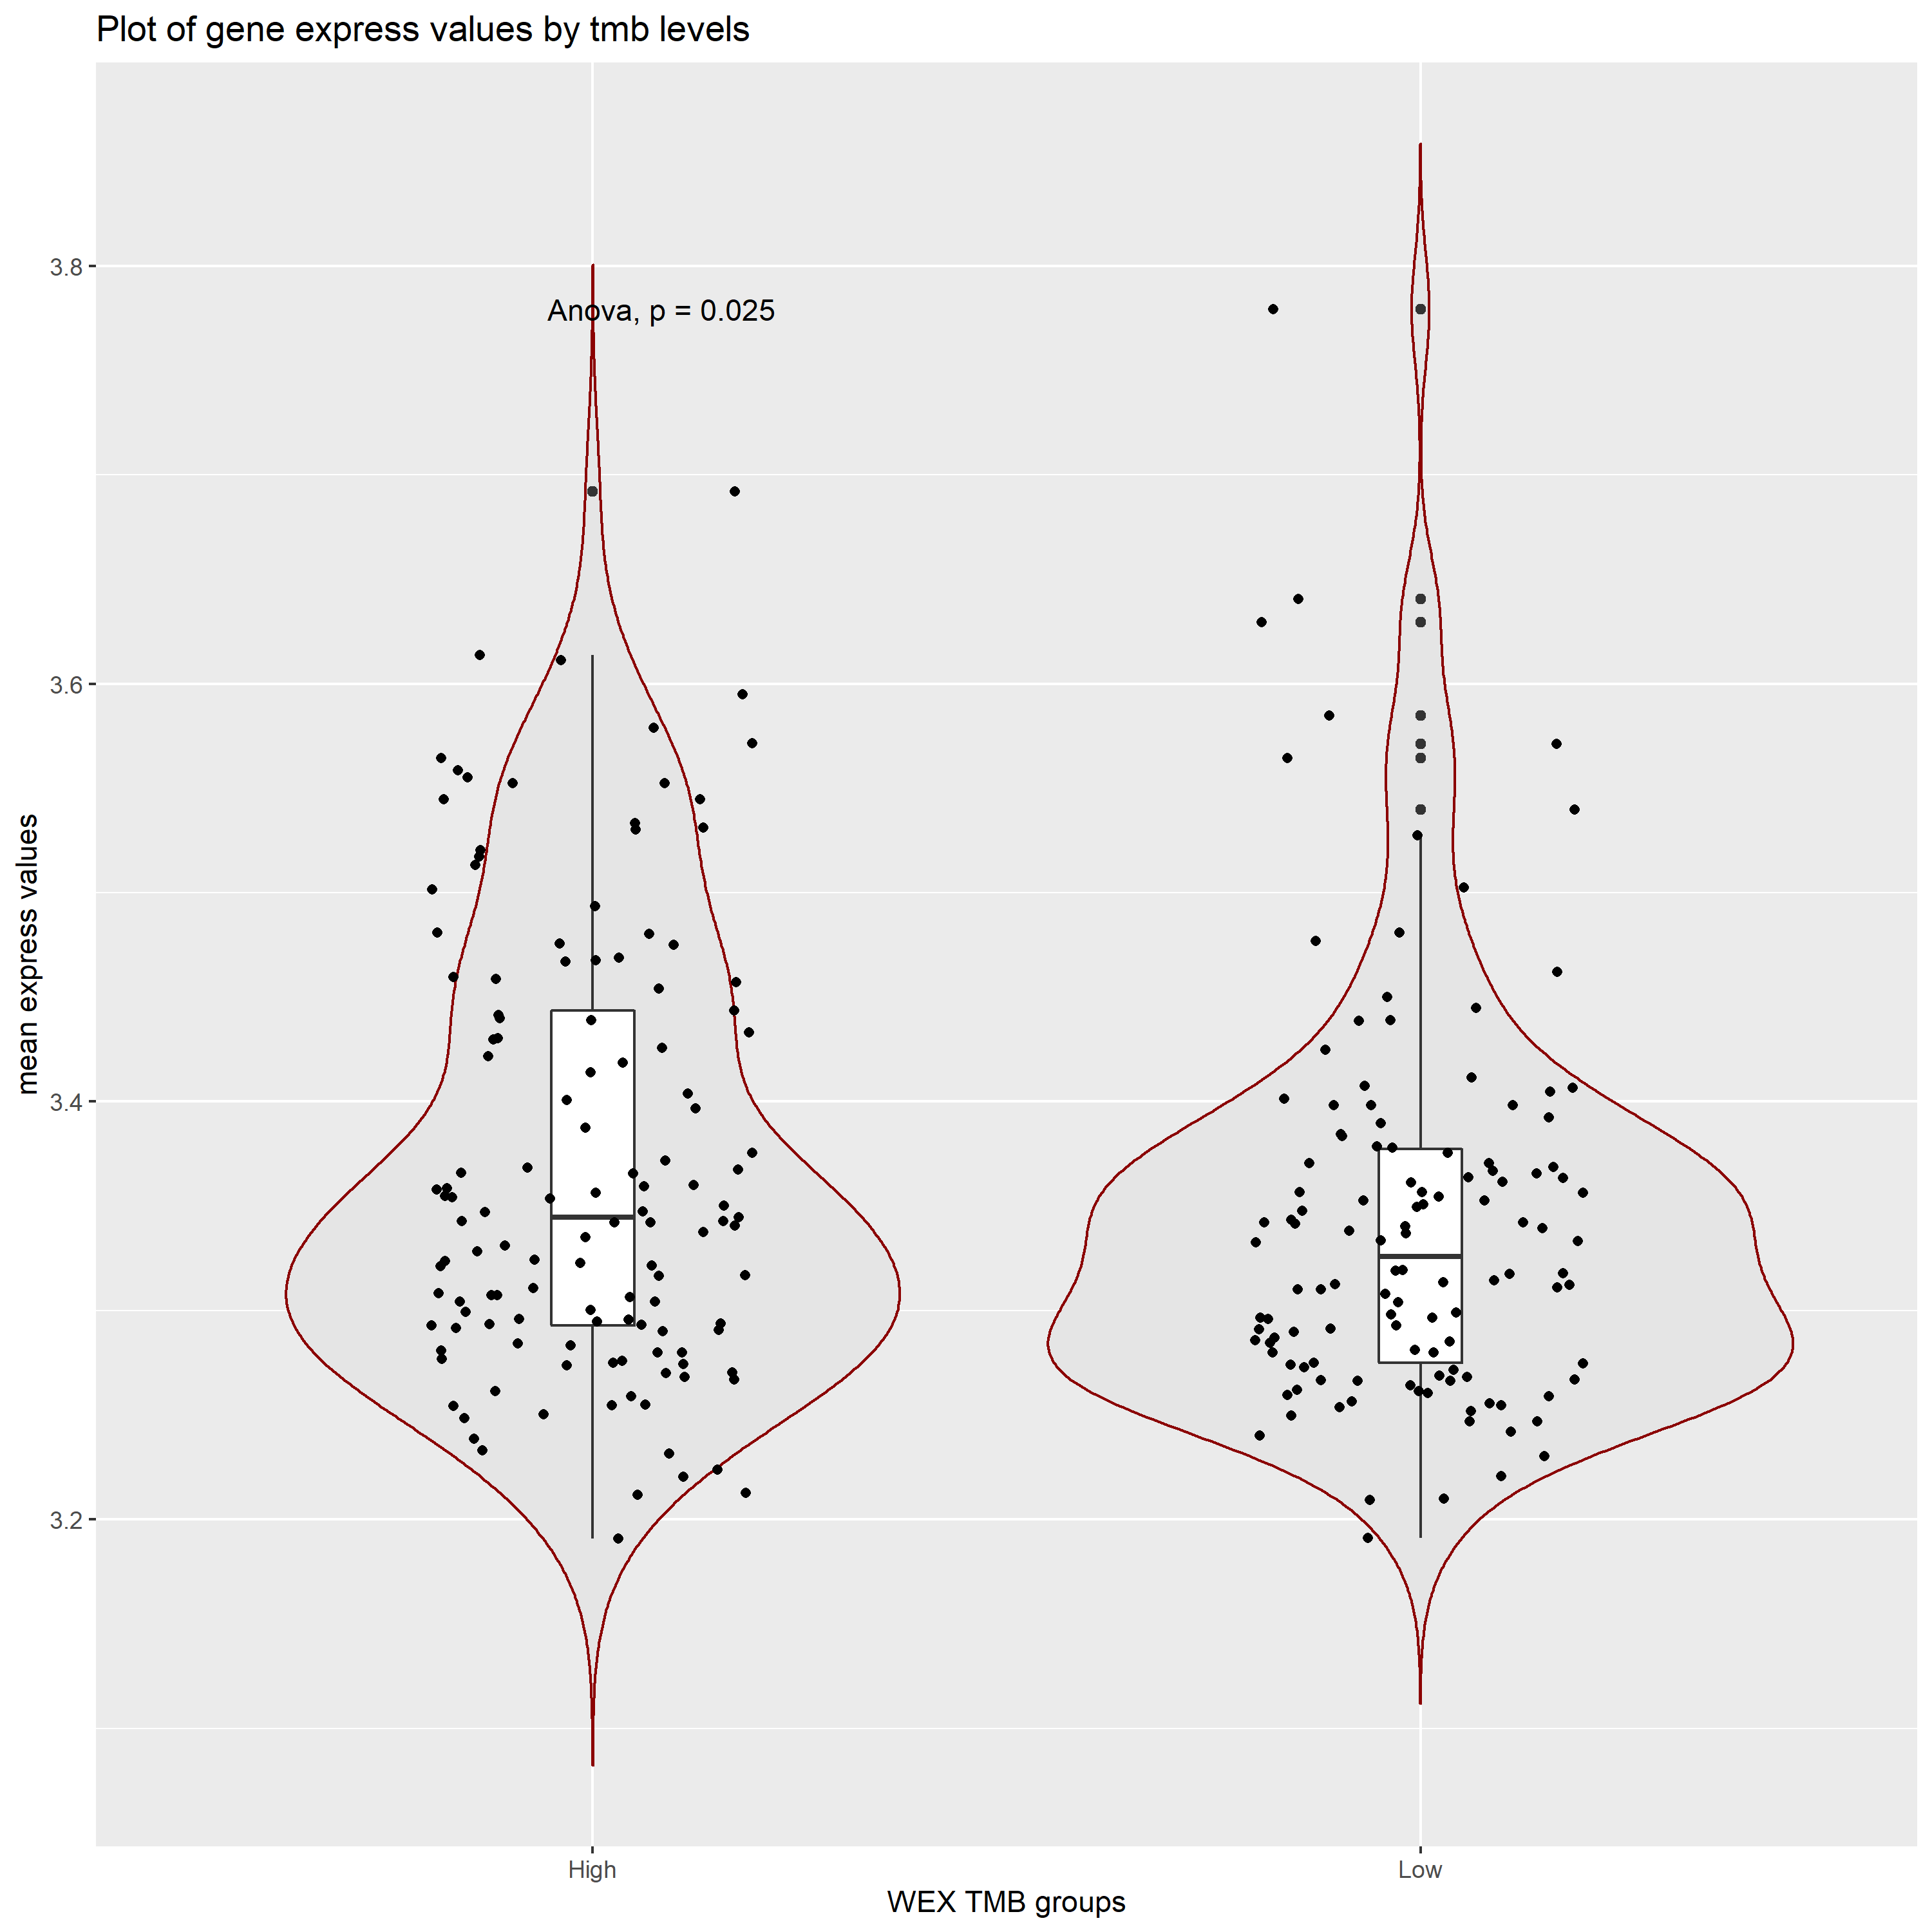 Plot of gene express values by tmb levels
Anova, p = 0.025
3.8
3.6
3.4
3.2
mean express values
High
Low
WEX TMB groups